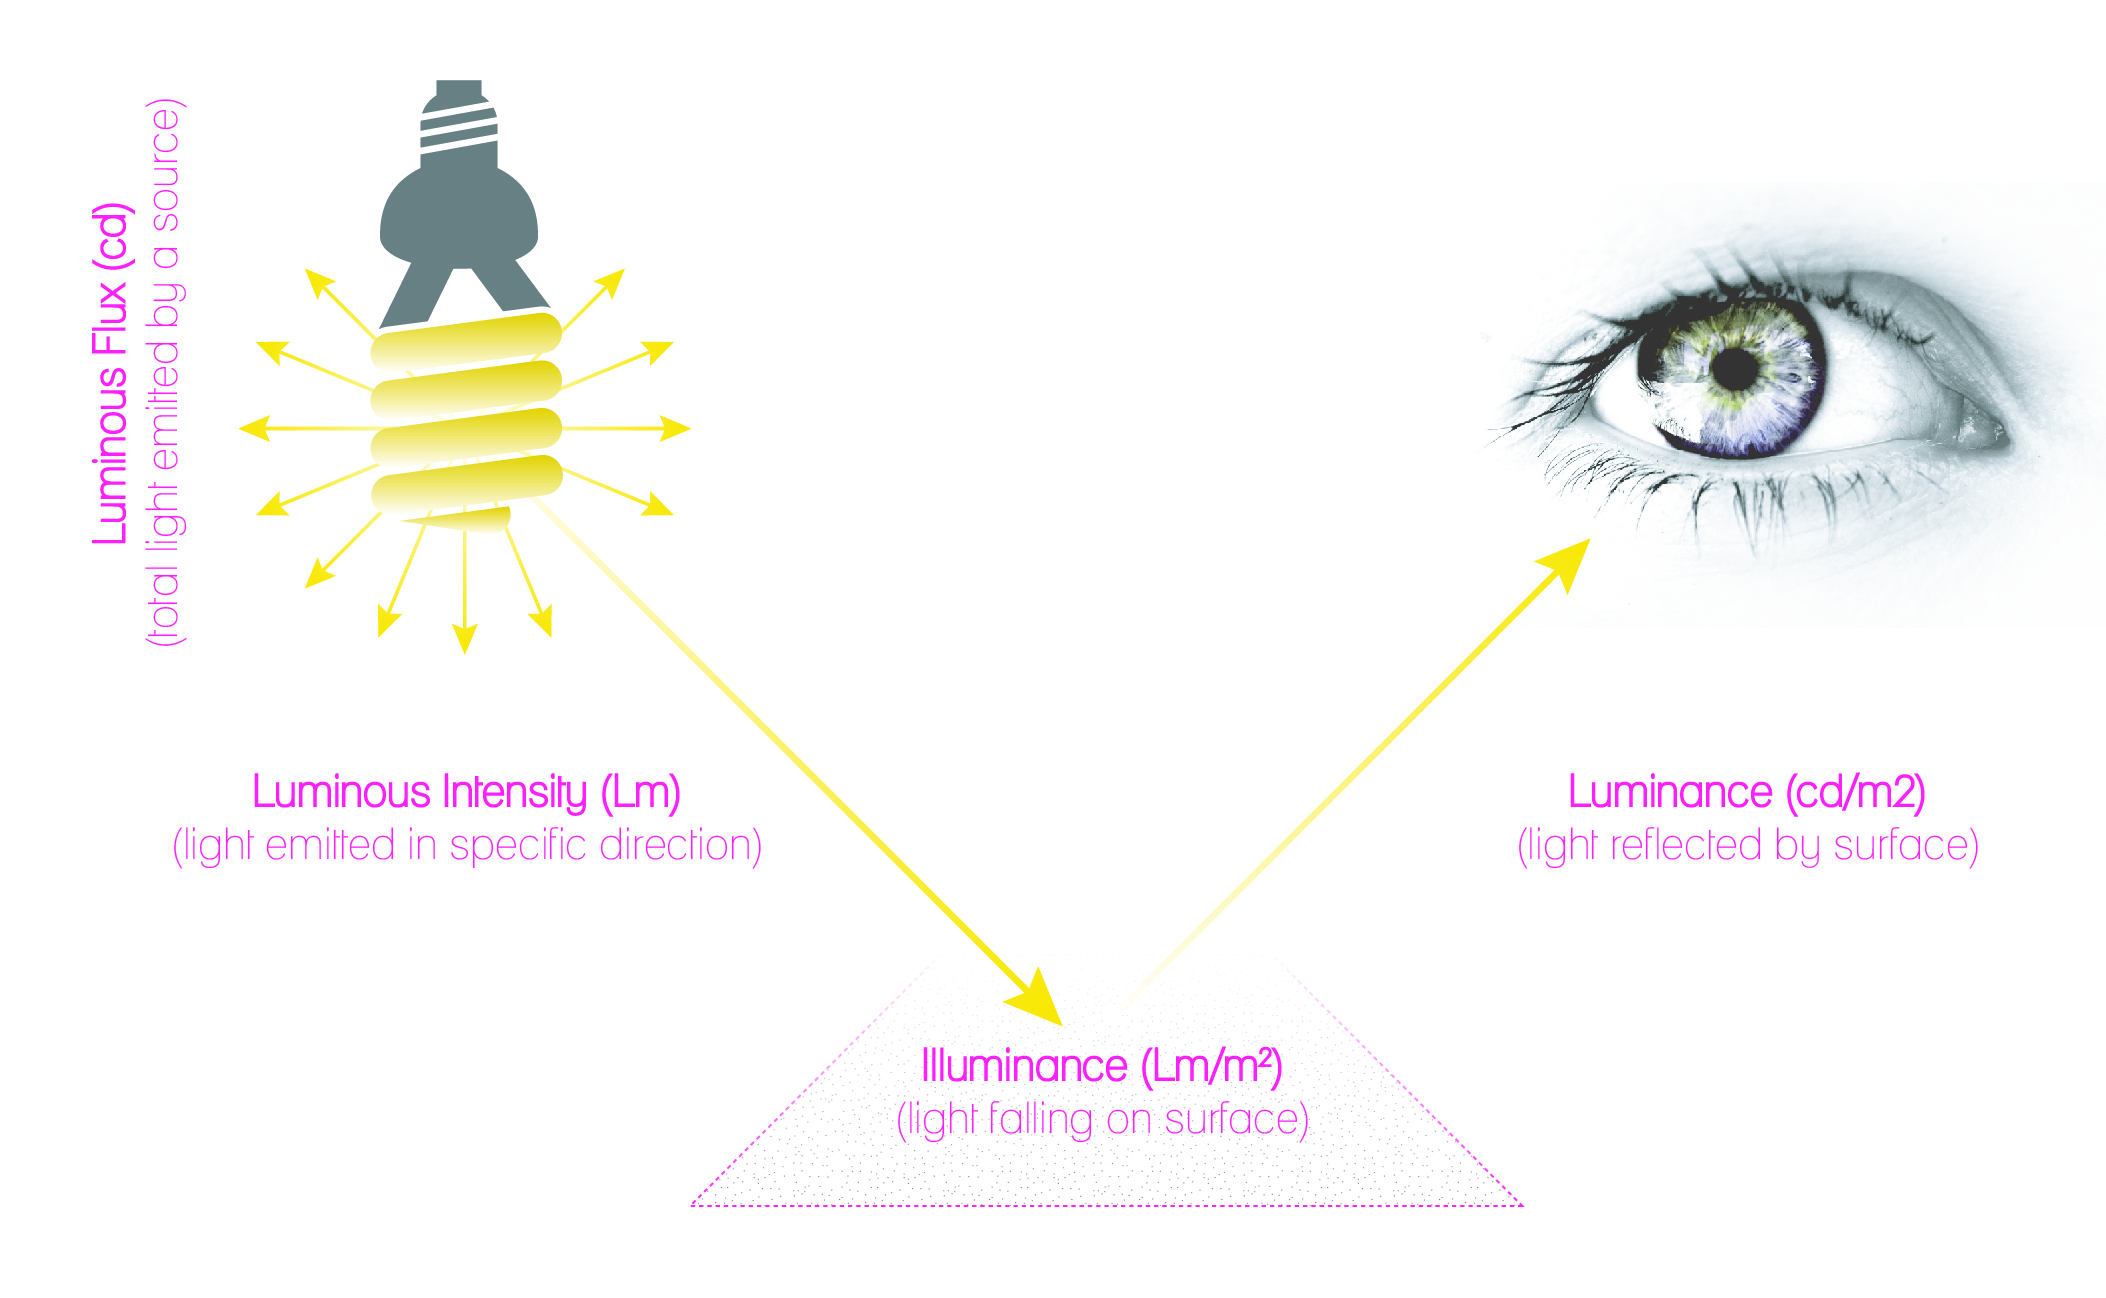 Luminous Flux (cd)
(total light emitted by a source)
Luminous Intensity (Lm)
(light emitted in specific direction)
Luminance (cd/m2)
(light reflected by surface)
Illuminance (Lm/m²)
(light falling on surface)